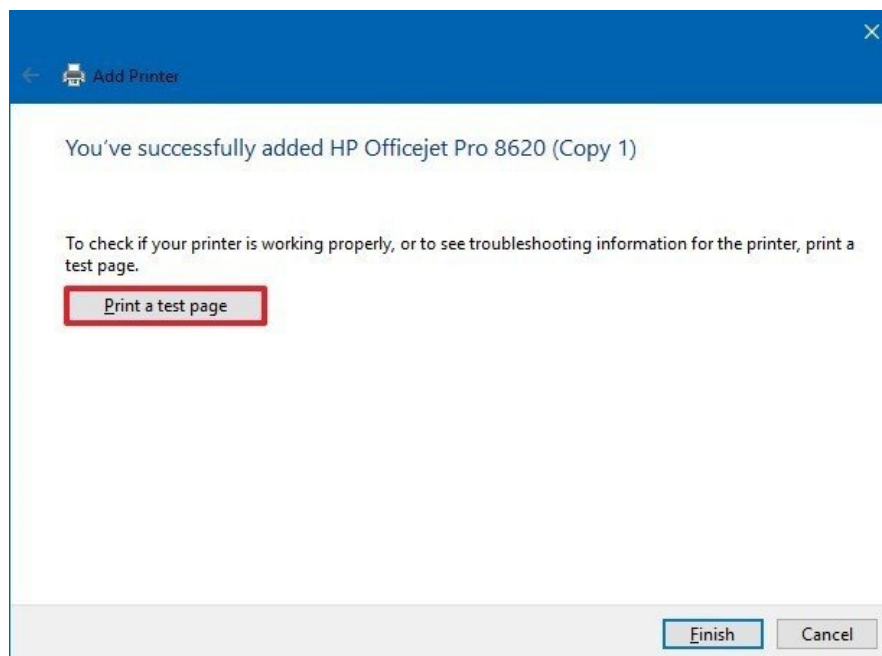 Add Printer
You've successfully added HP Officejet Pro 8620 (Copy 1)
To check if your printer is working properly, or to see troubleshooting information for the printer, print a
test page.
Print a test page
Finish
Cancel